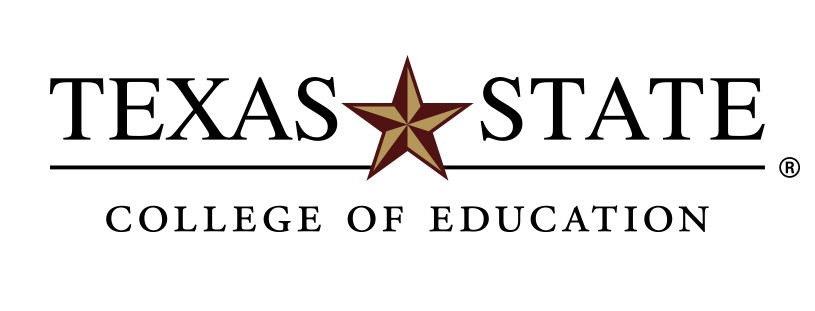 TEXAS STATE
®
COLLEGE OF EDUCATION